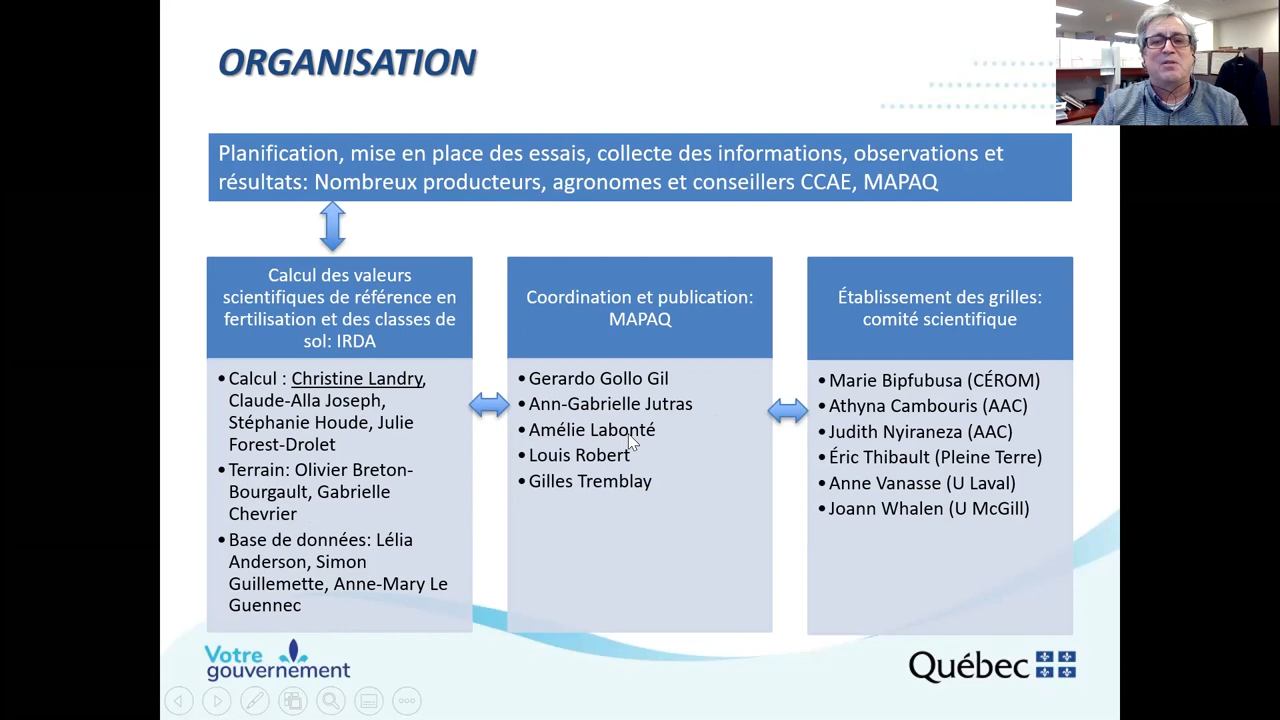 ORGANISATION
Planification, mise en place des essais, collecte des informations, observations et
résultats: Nombreux producteurs, agronomes et conseillers CCAE, MAPAQ
Calcul des valeurs
scientifiques de référence en
fertilisation et des classes de
sol: IRDA
•Calcul : Christine Landry,
Claude-Alla Joseph,
Stéphanie Houde, Julie
Forest-Drolet
•Terrain: Olivier Breton-
Bourgault, Gabrielle
Chevrier
•Base de données: Lélia
Anderson, Simon
Guillemette, Anne-Mary Le
Guennec
Coordination et publication:
MAPAQ
•Gerardo Gollo Gil
•Ann-Gabrielle Jutras
•Amélie Labonté
•Louis Robert
•Gilles Tremblay
Établissement des grilles:
comité scientifique
•Marie Bipfubusa (CÉROM)
•Athyna Cambouris (AAC)
•Judith Nyiraneza (AAC)
•Éric Thibault (Pleine Terre)
•Anne Vanasse (U Laval)
•Joann Whalen (U McGill)
Votre
gouvernement
Québec